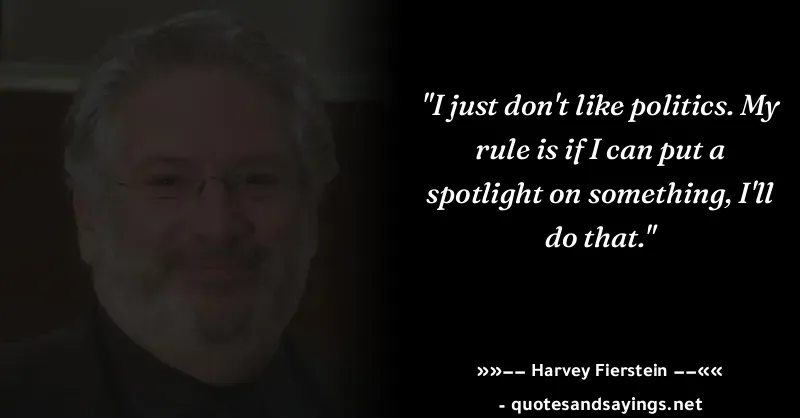 "I just don't like politics. My
rule is if I can put a
spotlight on something, I'll
do that."
»»−− Harvey Fierstein −−««
- quotesandsayings.net